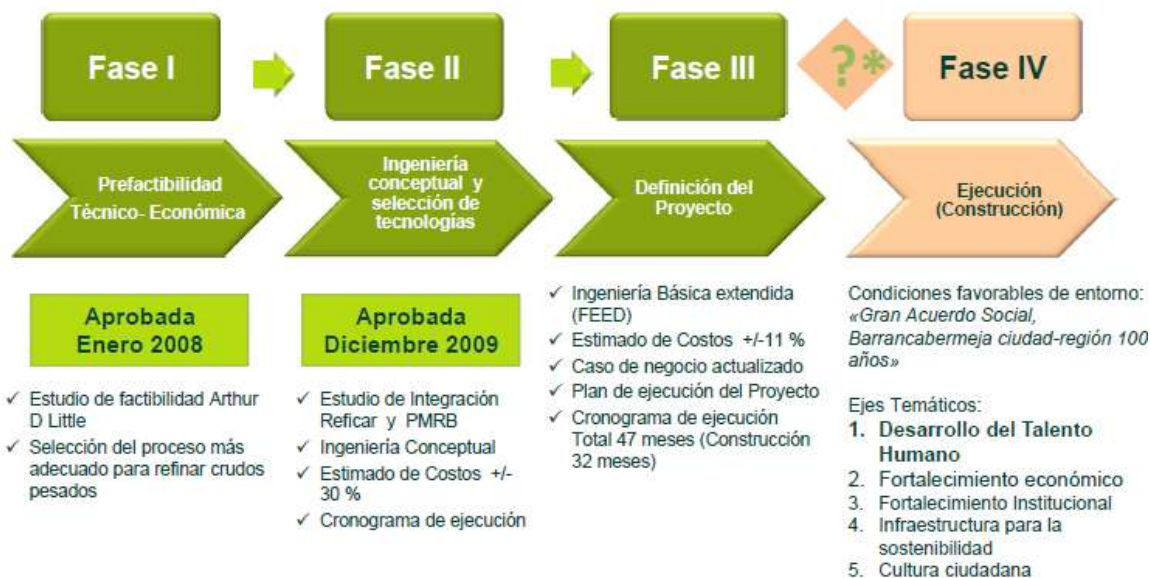 Fase I
Fase II
Fase III
?*
Fase IV
Prefactibilidad
Técnico- Económica
Ingeniería
conceptual y
selección de
tecnologías
Definición del
Proyecto
Ejecución
(Construcción)
Aprobada
Enero 2008
✓ Estudio de factibilidad Arthur
D Little
✓ Selección del proceso más
adecuado para refinar crudos
pesados
Aprobada
Diciembre 2009
✓ Estudio de Integración
Reficar y PMRB
✓ Ingeniería Conceptual
✓ Estimado de Costos +/-
30 %
✓ Cronograma de ejecución
✓ Ingeniería Básica extendida
(FEED)
✓ Estimado de Costos +/-11 %
✓ Caso de negocio actualizado
✓ Plan de ejecución del Proyecto
✓ Cronograma de ejecución
Total 47 meses (Construcción
32 meses)
Condiciones favorables de entorno:
«Gran Acuerdo Social,
Barrancabermeja ciudad-región 100
años»
Ejes Temáticos:
1. Desarrollo del Talento
Humano
2. Fortalecimiento económico
3. Fortalecimiento Institucional
4. Infraestructura para la
sostenibilidad
5. Cultura ciudadana